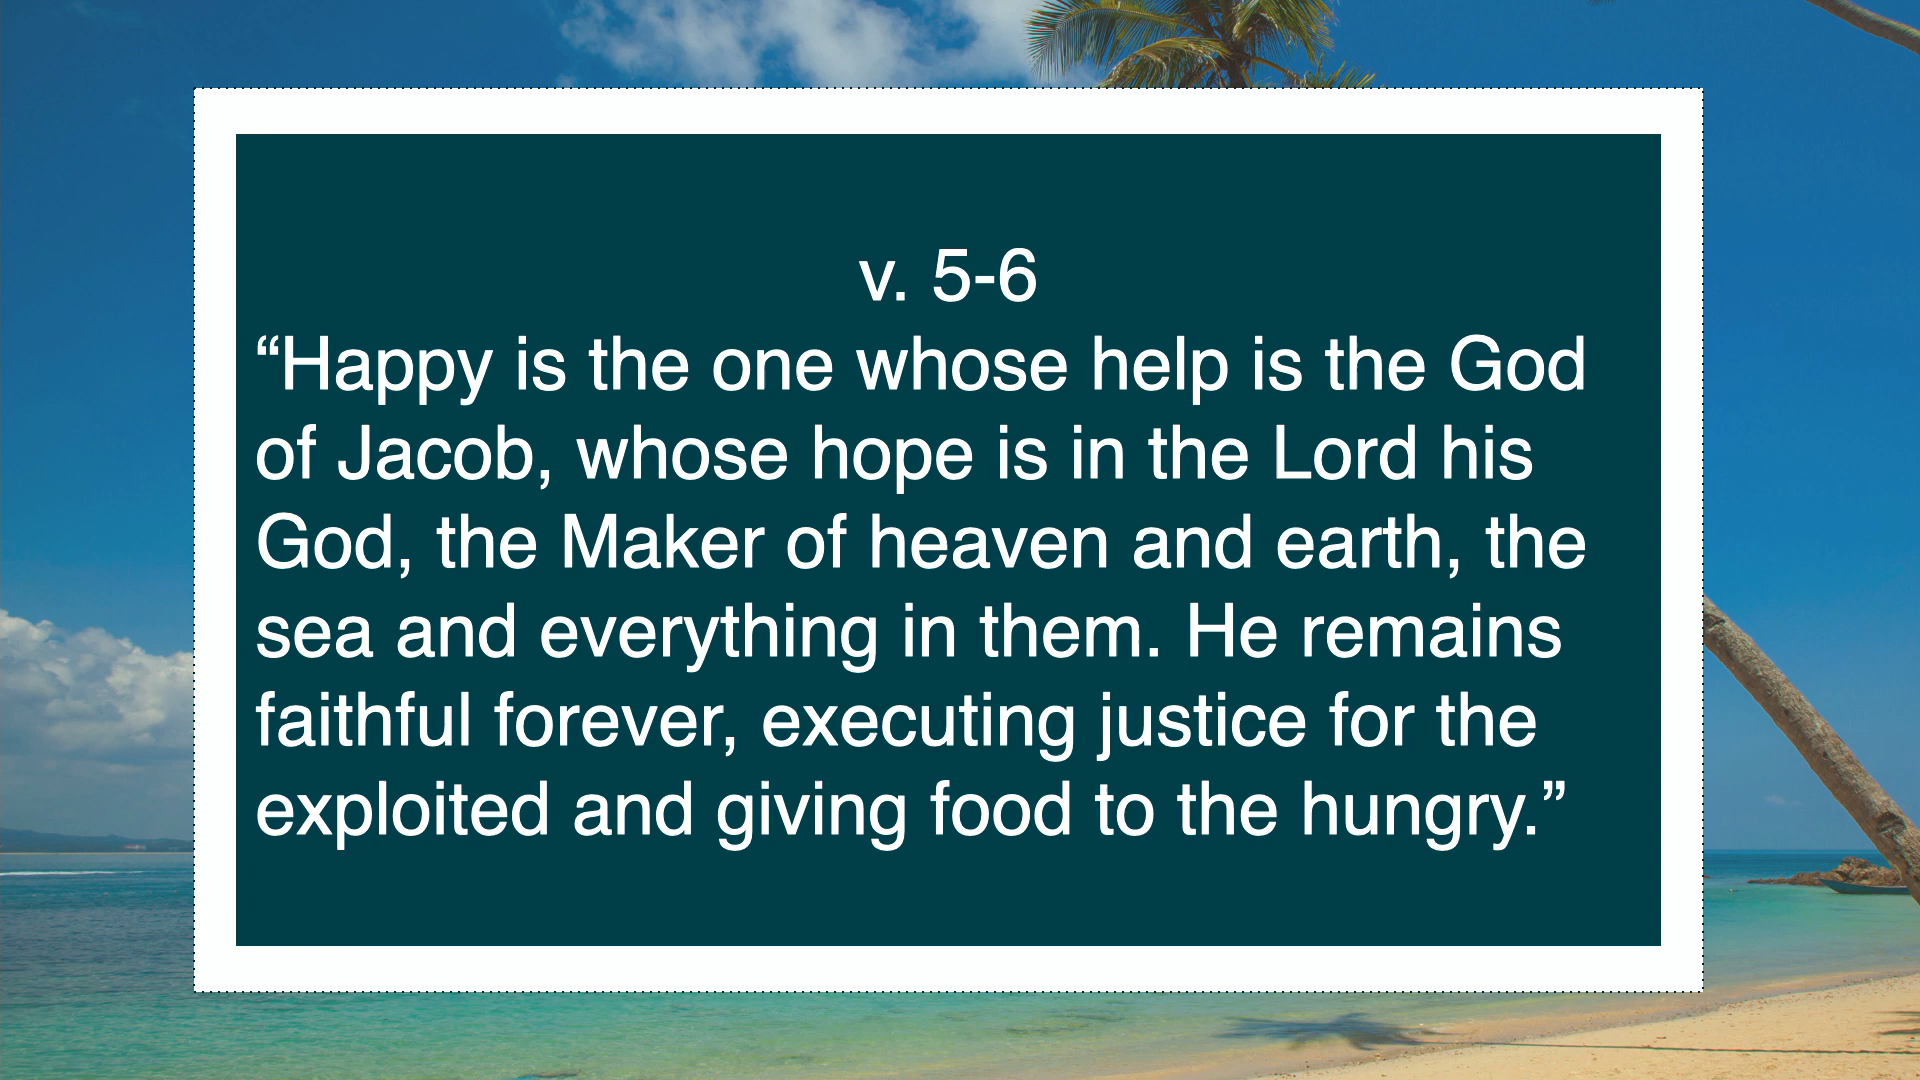 v. 5-6
“Happy is the one whose help is the God
of Jacob, whose hope is in the Lord his
God, the Maker of heaven and earth, the
sea and everything in them. He remains
faithful forever, executing justice for the
exploited and giving food to the hungry.”